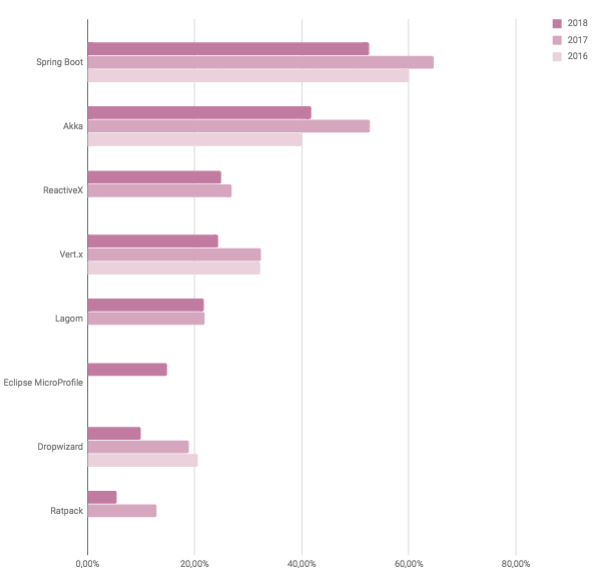 2018
2017
2016
Spring Boot
Akka
ReactiveX
Vert.x
Lagom
Eclipse MicroProfile
Dropwizard
Ratpack
0,00% 20,00% 40,00% 60,00% 80,00%